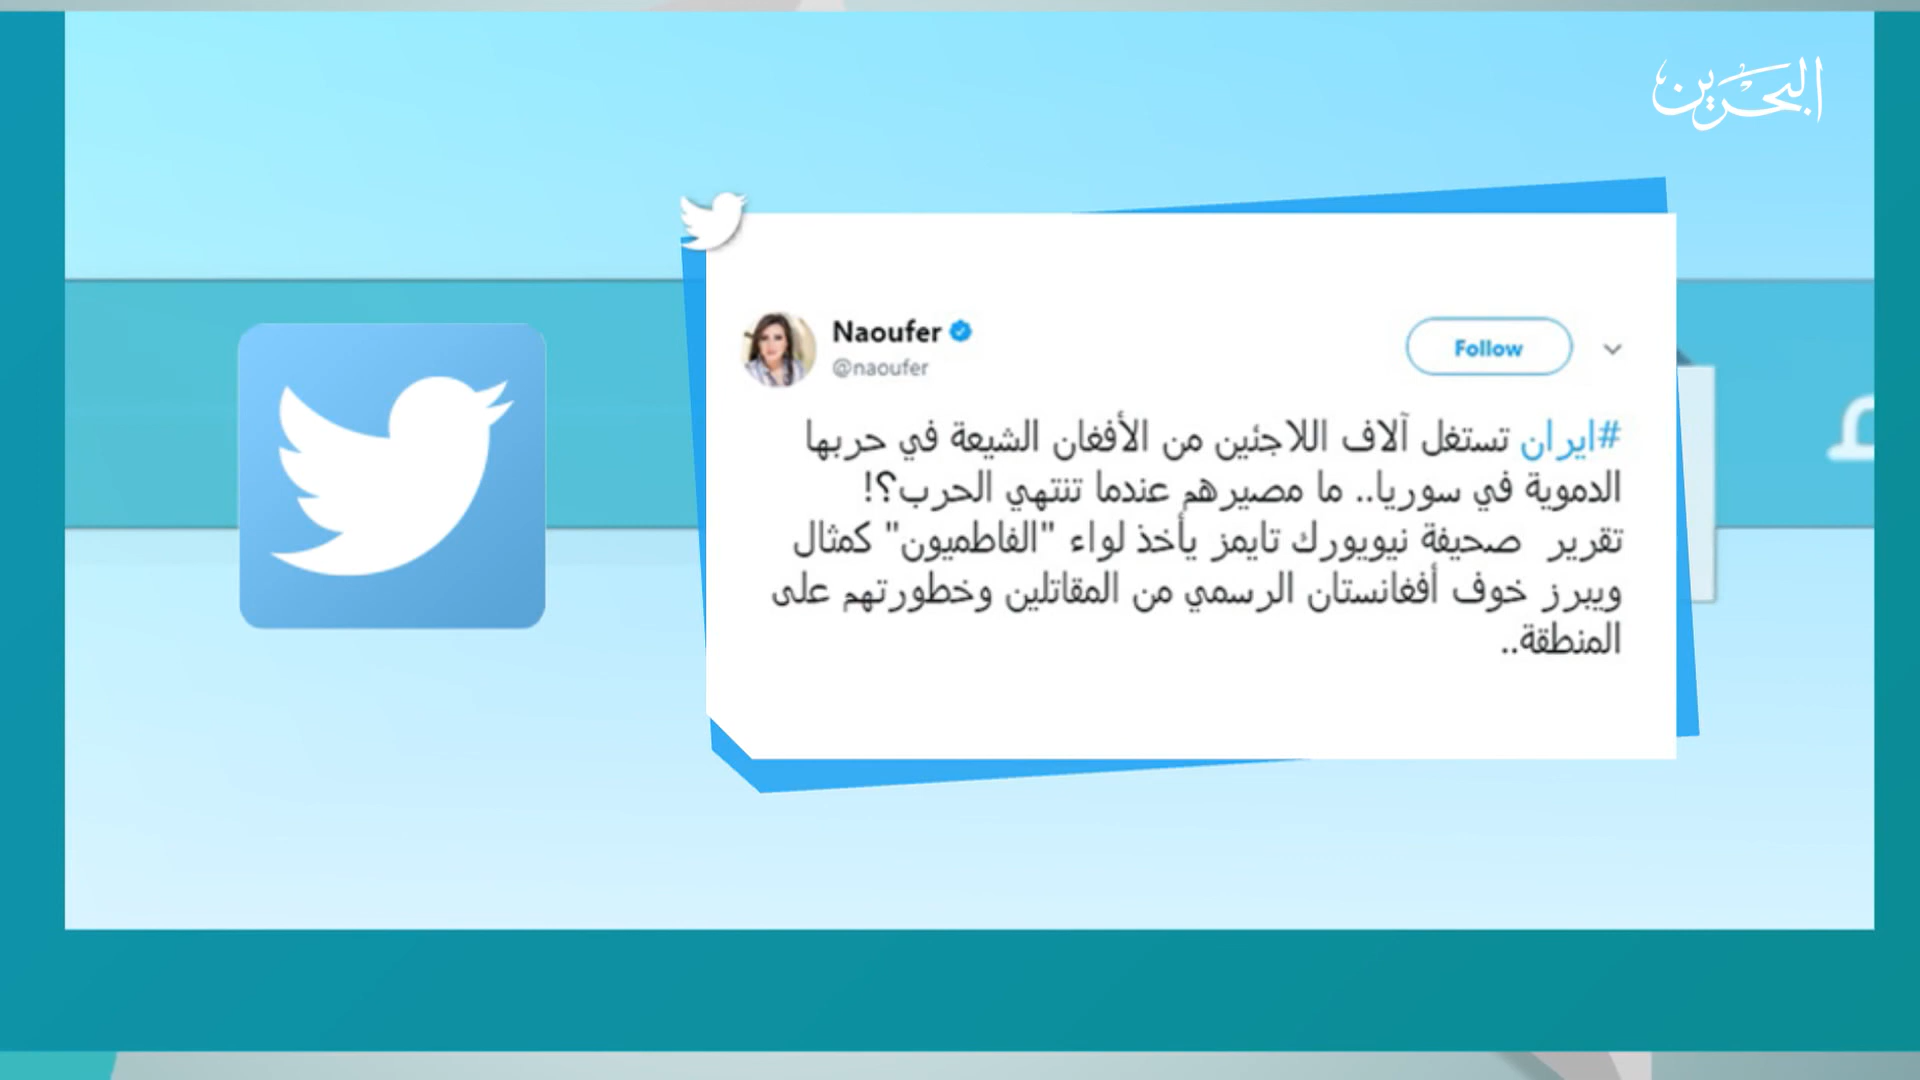 البحرين
Naoufer
@naoufer
Follow
#ايران تستغل آلاف اللاجئين من الأفغان الشيعة في حربها
الدموية في سوريا.. ما مصيرهم عندما تنتهي الحرب؟!
تقرير صحيفة نيويورك تايمز يأخذ لواء "الفاطميون" كمثال
ويبرز خوف أفغانستان الرسمي من المقاتلين وخطورتهم على
المنطقة..